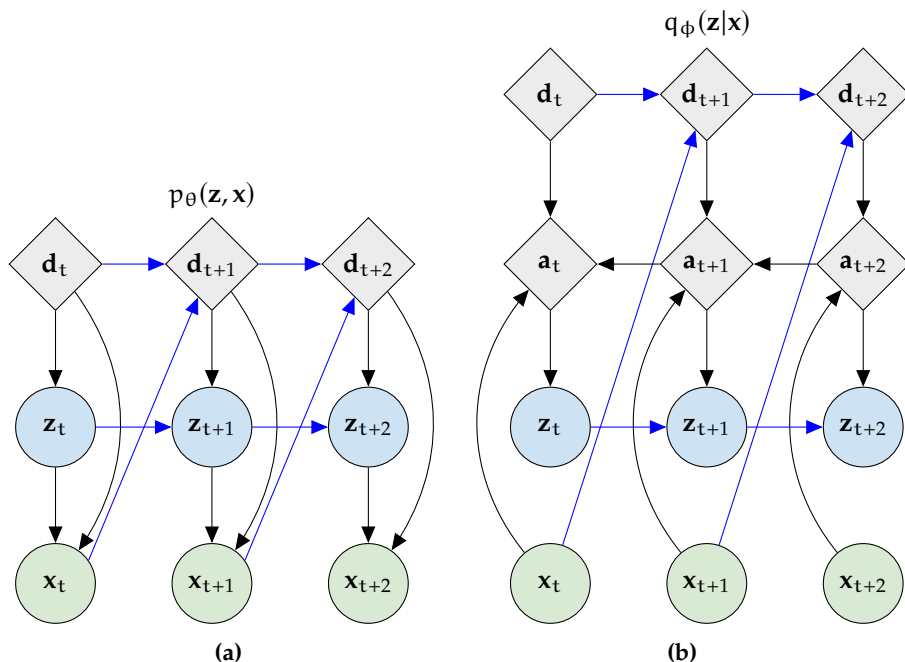 p_θ(z, x)
d_t d_{t+1} d_{t+2}
z_t z_{t+1} z_{t+2}
x_t x_{t+1} x_{t+2}
(a)
q_ϕ(z|x)
d_t d_{t+1} d_{t+2}
a_t a_{t+1} a_{t+2}
z_t z_{t+1} z_{t+2}
x_t x_{t+1} x_{t+2}
(b)